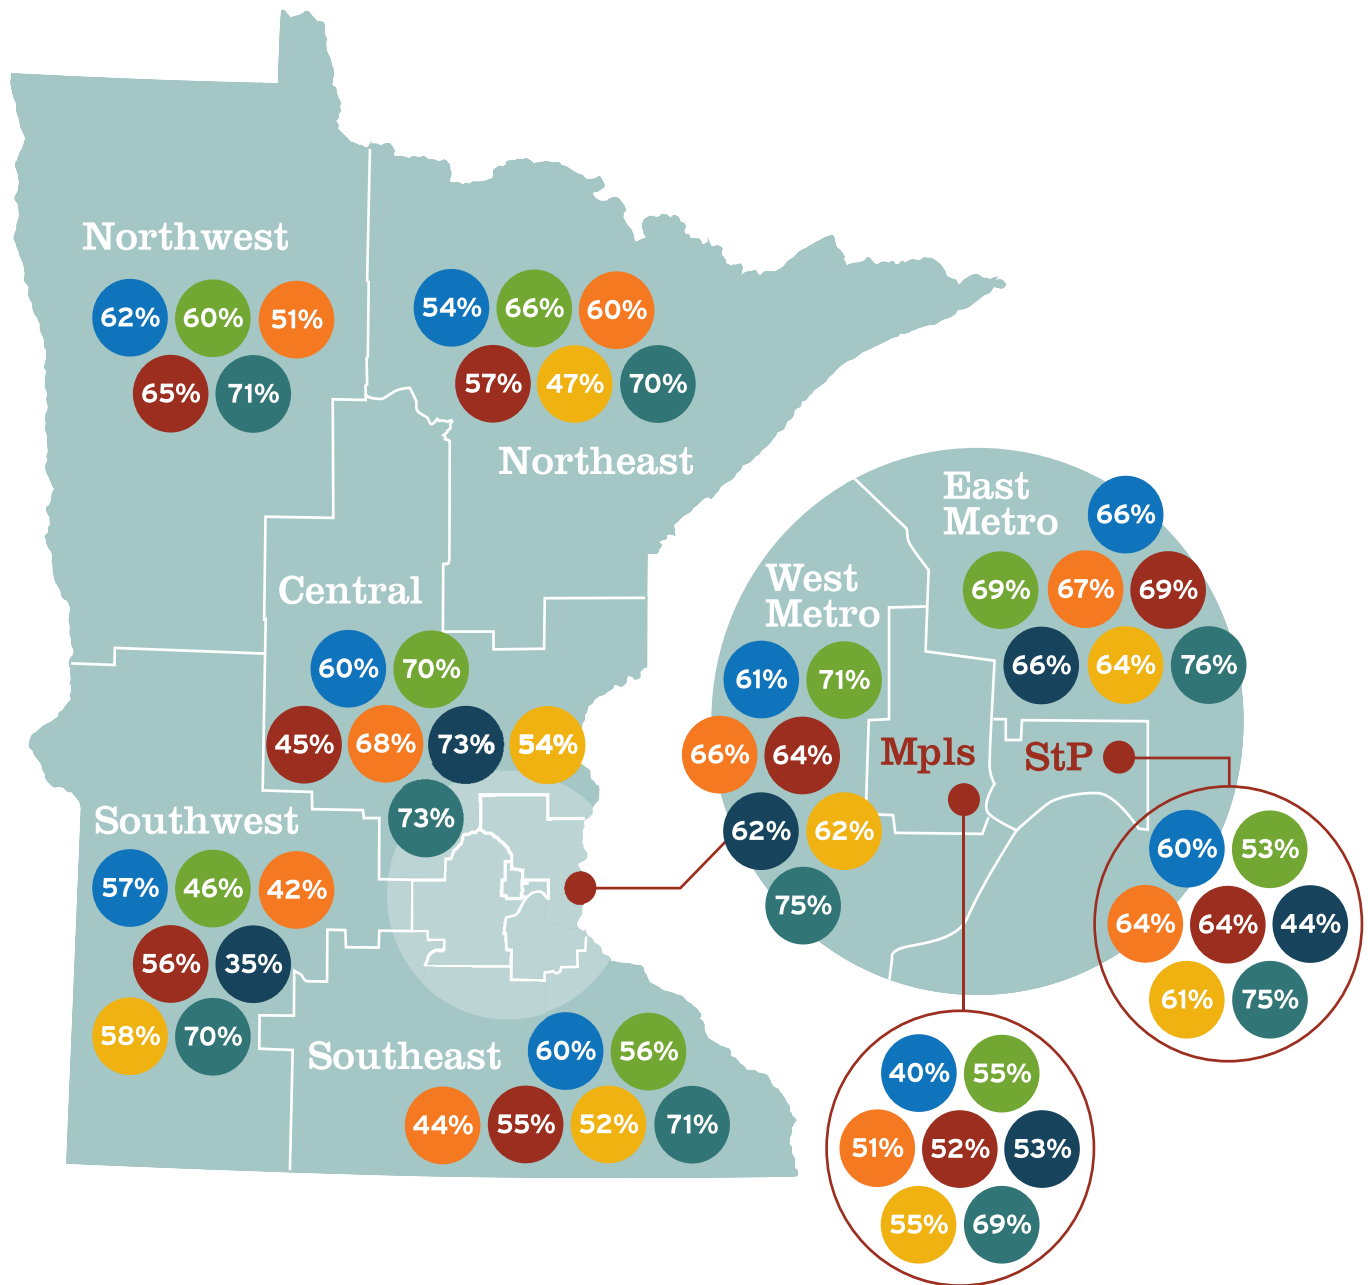 Northwest
62% 60% 51%
65% 71%
54% 66% 60%
57% 47% 70%
Northeast
Central
60% 70%
45% 68% 73% 54%
73%
Southwest
57% 46% 42%
56% 35%
58% 70%
Southeast
60% 56%
44% 55% 52% 71%
East
Metro
66%
69% 67% 69%
66% 64% 76%
West
Metro
61% 71%
66% 64%
62% 62%
75%
Mpls
StP
60% 53%
64% 64% 44%
61% 75%
40% 55%
51% 52% 53%
55% 69%